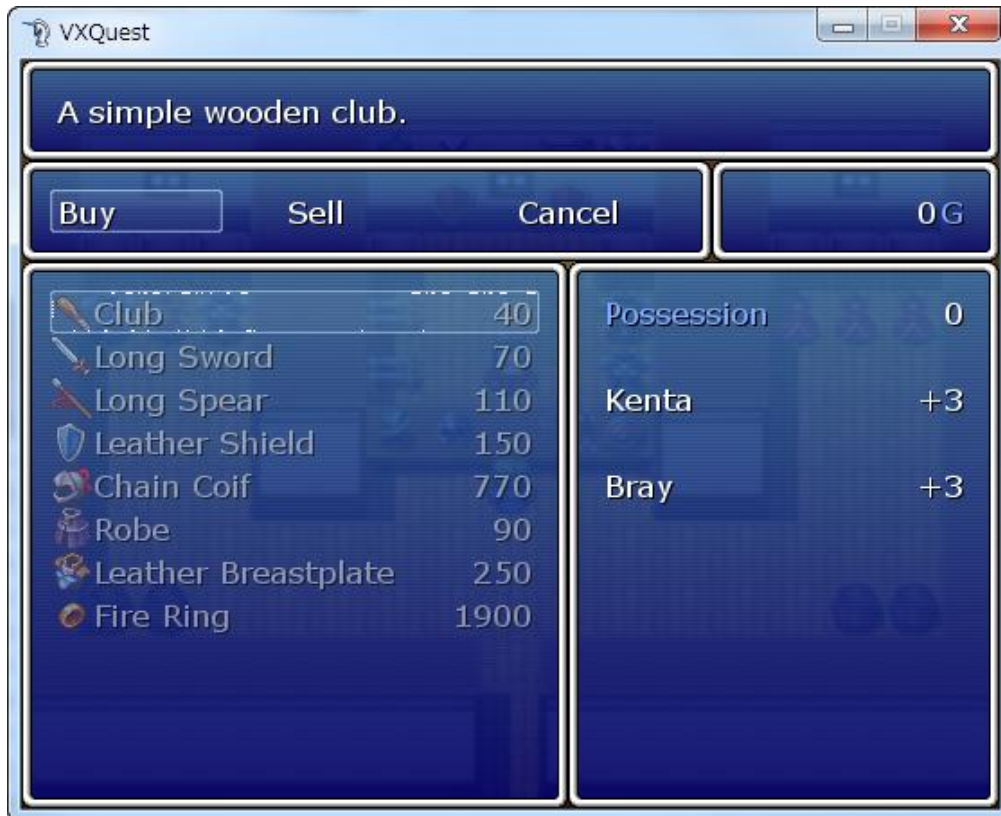 VXQuest
A simple wooden club.
Buy Sell Cancel 0G
Club 40
Long Sword 70
Long Spear 110
Leather Shield 150
Chain Coif 770
Robe 90
Leather Breastplate 250
Fire Ring 1900
Possession 0
Kenta +3
Bray +3